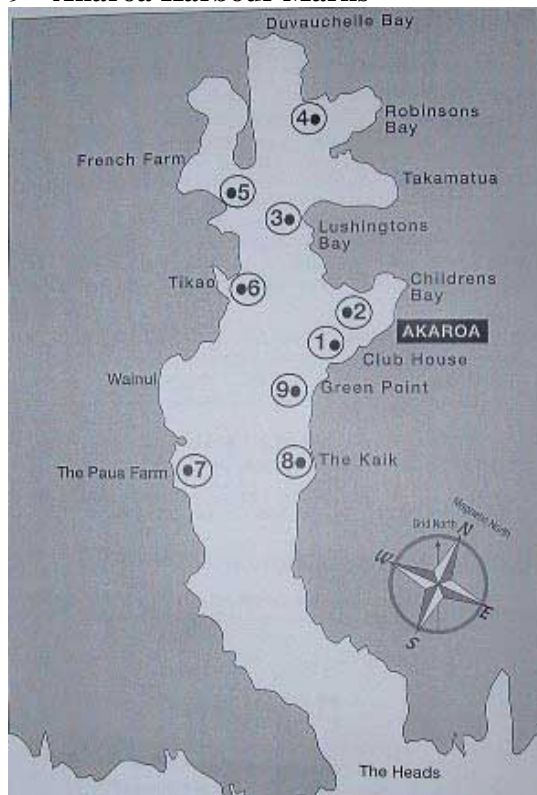 Duvauchelle Bay
4
Robinsons
Bay
French Farm
Takamatua
5
3
Lushingtons
Bay
Tikao
6
Childrens
Bay
2
AKAROA
1
Club House
Wainui
9
Green Point
8
The Kaik
The Paua Farm
7
Magnetic North
Grid North
N
W
E
S
The Heads